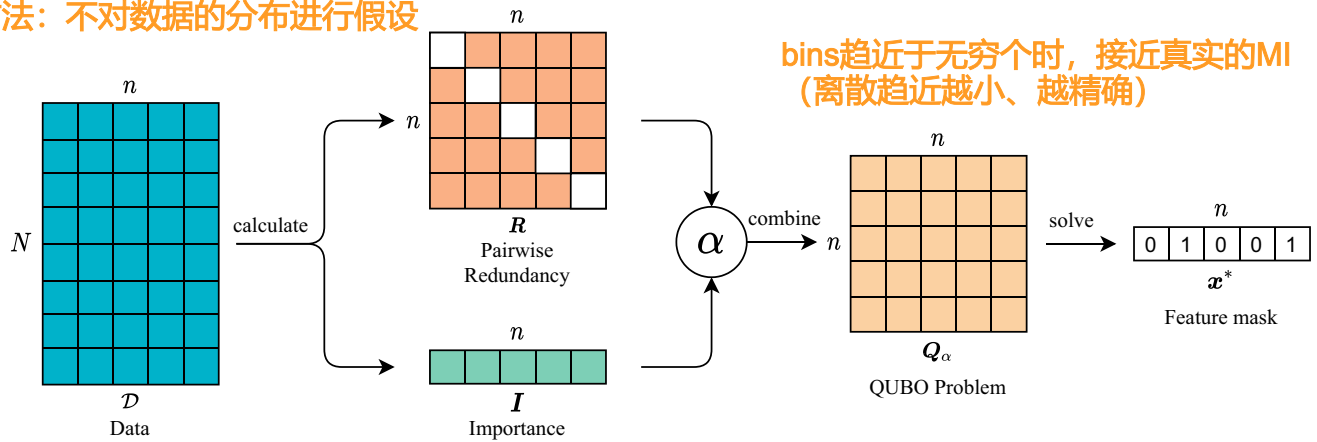 法：不对数据的分布进行假设
bins趋近于无穷个时，接近真实的MI
（离散趋近越小、越精确）
n
N
D
Data
calculate
n
n
R
Pairwise
Redundancy
n
I
Importance
α
combine
n
n
Qα
QUBO Problem
solve
n
0 1 0 0 1
x*
Feature mask